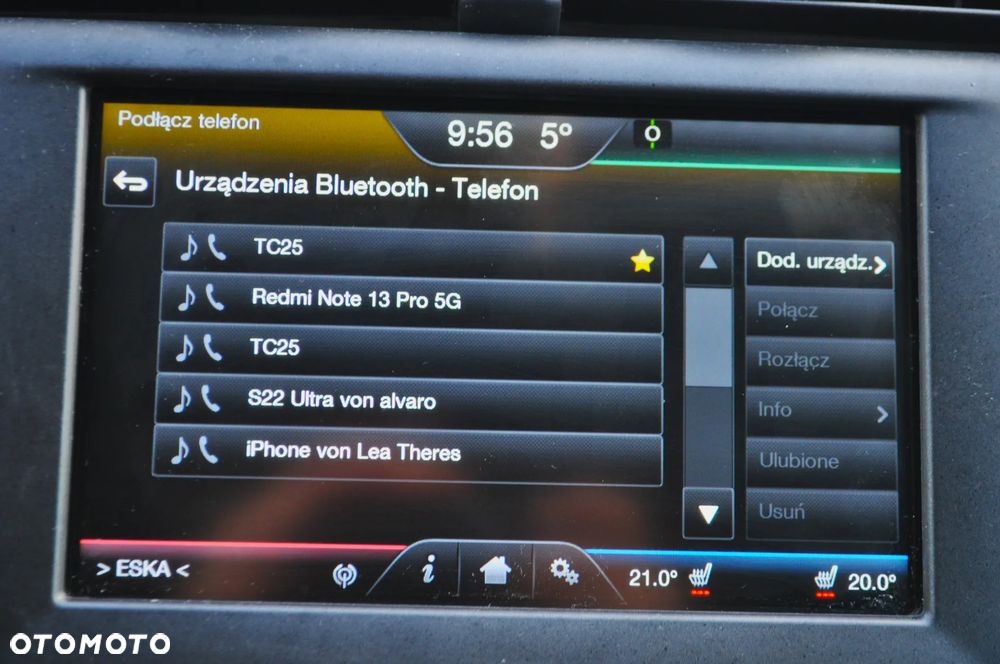 Podłącz telefon
9:56 5°
Urządzenia Bluetooth - Telefon
TC25
Dod. urządz.
Redmi Note 13 Pro 5G
Połącz
TC25
Rozłącz
S22 Ultra von alvaro
Info
iPhone von Lea Theres
Ulubione
Usuń
> ESKA <
i
21.0°
20.0°
OTOMOTO